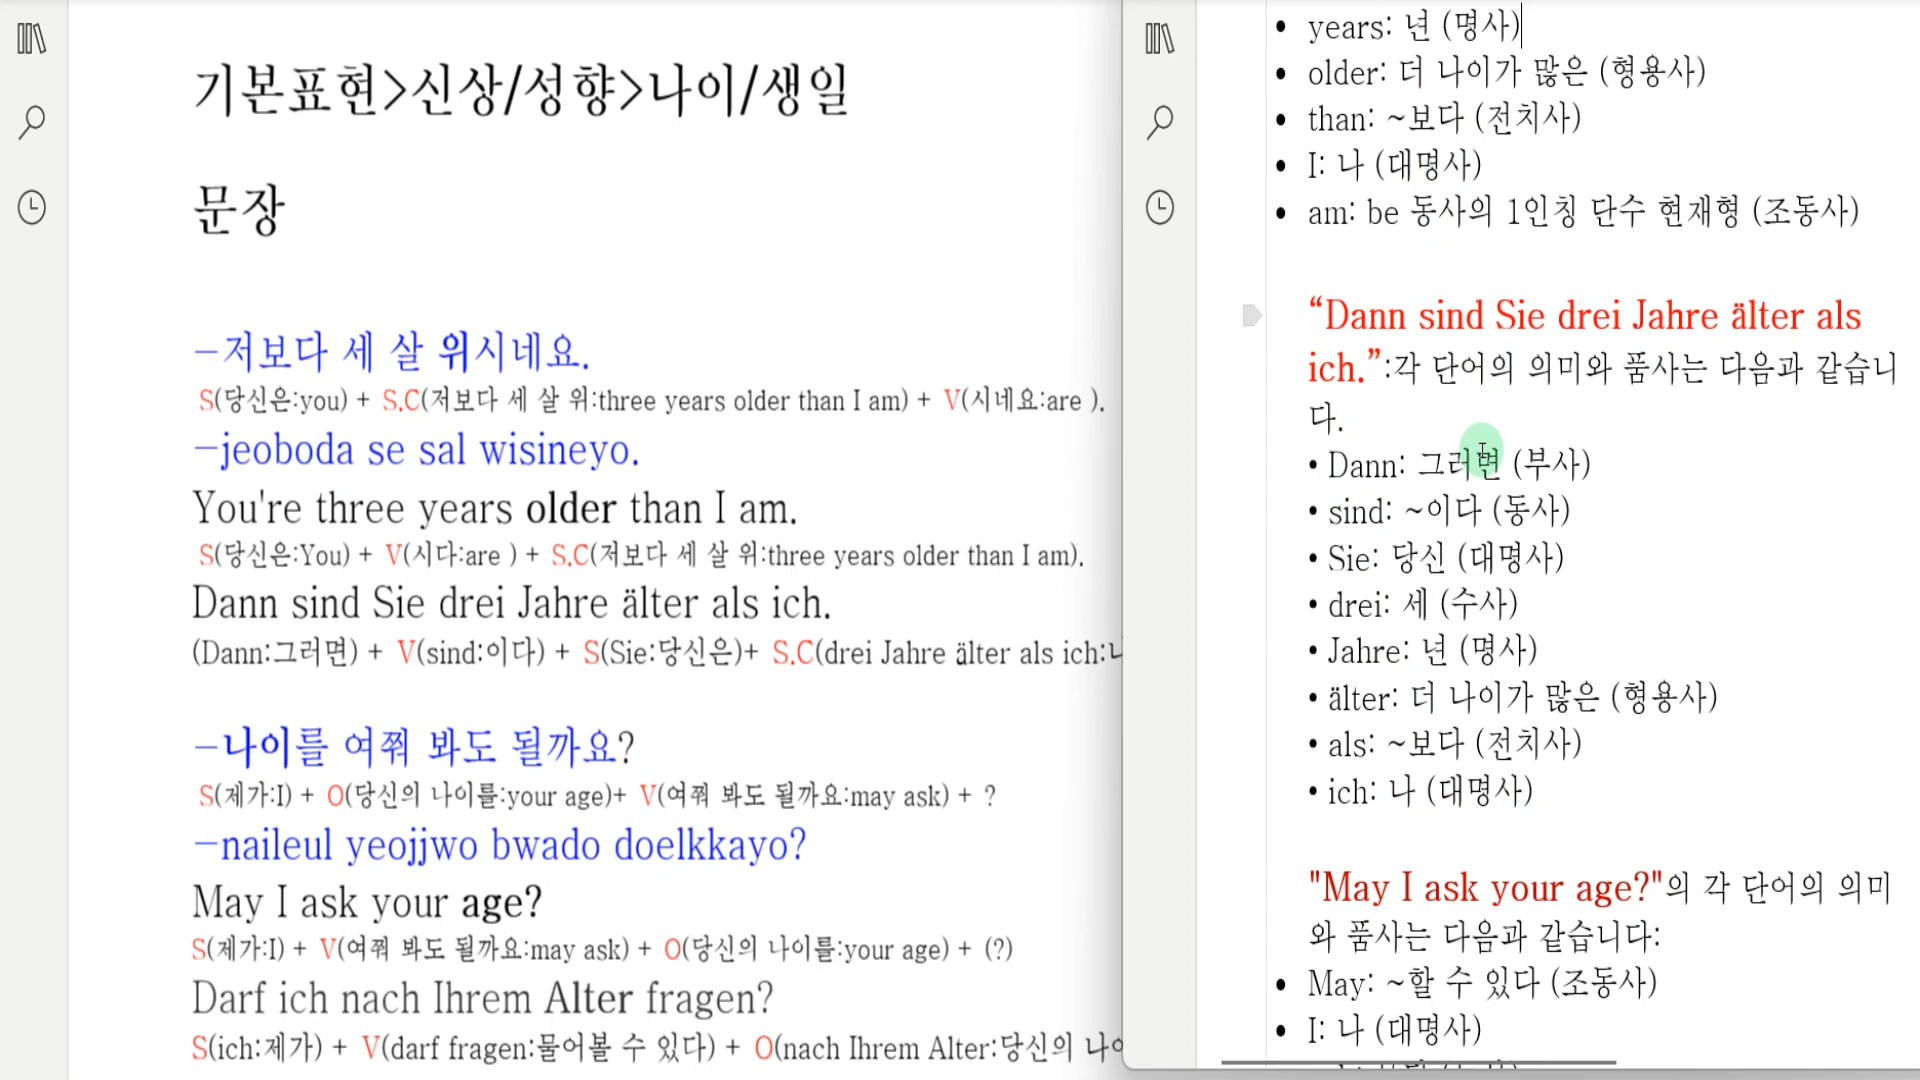 기본표현>신상/성향>나이/생일
문장
–저보다 세 살 위시네요.
S(당신은:you) + S.C(저보다 세 살 위:three years older than I am) + V(시네요:are ).
–jeoboda se sal wisineyo.
You're three years older than I am.
S(당신은:You) + V(시다:are ) + S.C(저보다 세 살 위:three years older than I am).
Dann sind Sie drei Jahre älter als ich.
(Dann:그러면) + V(sind:이다) + S(Sie:당신은)+ S.C(drei Jahre älter als ich:
–나이를 여쭤 봐도 될까요?
S(제가:I) + O(당신의 나이를:your age)+ V(여쭤 봐도 될까요:may ask) + ?
–naileul yeojjwo bwado doelkkayo?
May I ask your age?
S(제가:I) + V(여쭤 봐도 될까요:may ask) + O(당신의 나이를:your age) + (?)
Darf ich nach Ihrem Alter fragen?
S(ich:제가) + V(darf fragen:물어볼 수 있다) + O(nach Ihrem Alter:당신의
• years: 년 (명사)
• older: 더 나이가 많은 (형용사)
• than: ~보다 (전치사)
• I: 나 (대명사)
• am: be 동사의 1인칭 단수 현재형 (조동사)
“Dann sind Sie drei Jahre älter als
ich.”:각 단어의 의미와 품사는 다음과 같습니
다.
• Dann: 그러면 (부사)
• sind: ~이다 (동사)
• Sie: 당신 (대명사)
• drei: 세 (수사)
• Jahre: 년 (명사)
• älter: 더 나이가 많은 (형용사)
• als: ~보다 (전치사)
• ich: 나 (대명사)
"May I ask your age?"의 각 단어의 의미
와 품사는 다음과 같습니다:
• May: ~할 수 있다 (조동사)
• I: 나 (대명사)